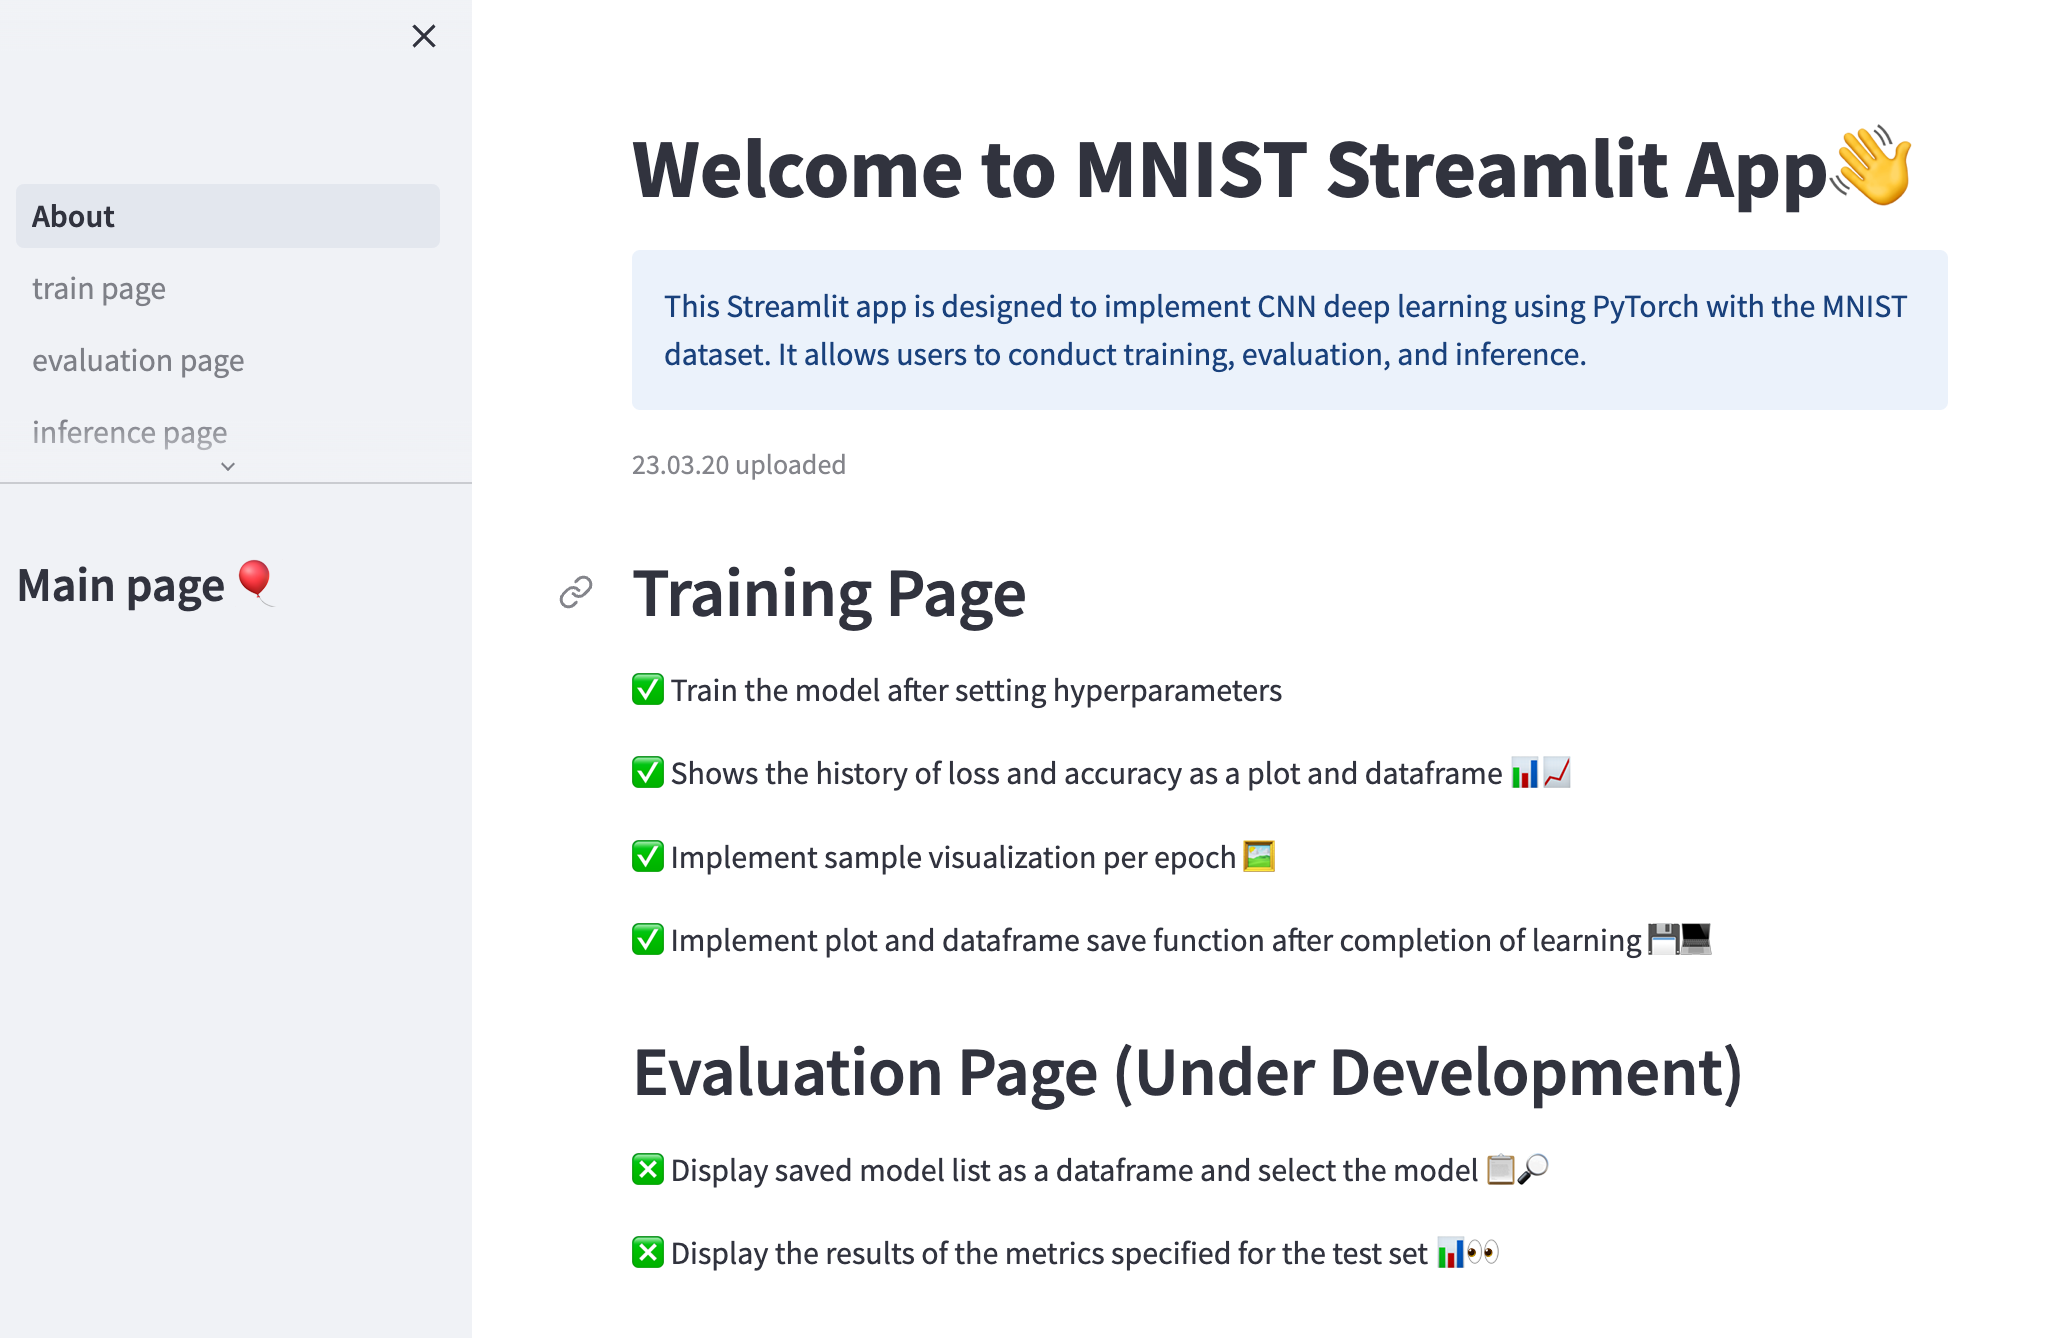 About
train page
evaluation page
inference page
Main page 🎈
Welcome to MNIST Streamlit App👋
This Streamlit app is designed to implement CNN deep learning using PyTorch with the MNIST
dataset. It allows users to conduct training, evaluation, and inference.
23.03.20 uploaded
Training Page
✅ Train the model after setting hyperparameters
✅ Shows the history of loss and accuracy as a plot and dataframe 📊📈
✅ Implement sample visualization per epoch 🖼️
✅ Implement plot and dataframe save function after completion of learning 💾💻
Evaluation Page (Under Development)
❎ Display saved model list as a dataframe and select the model 📋🔎
❎ Display the results of the metrics specified for the test set 📊👀